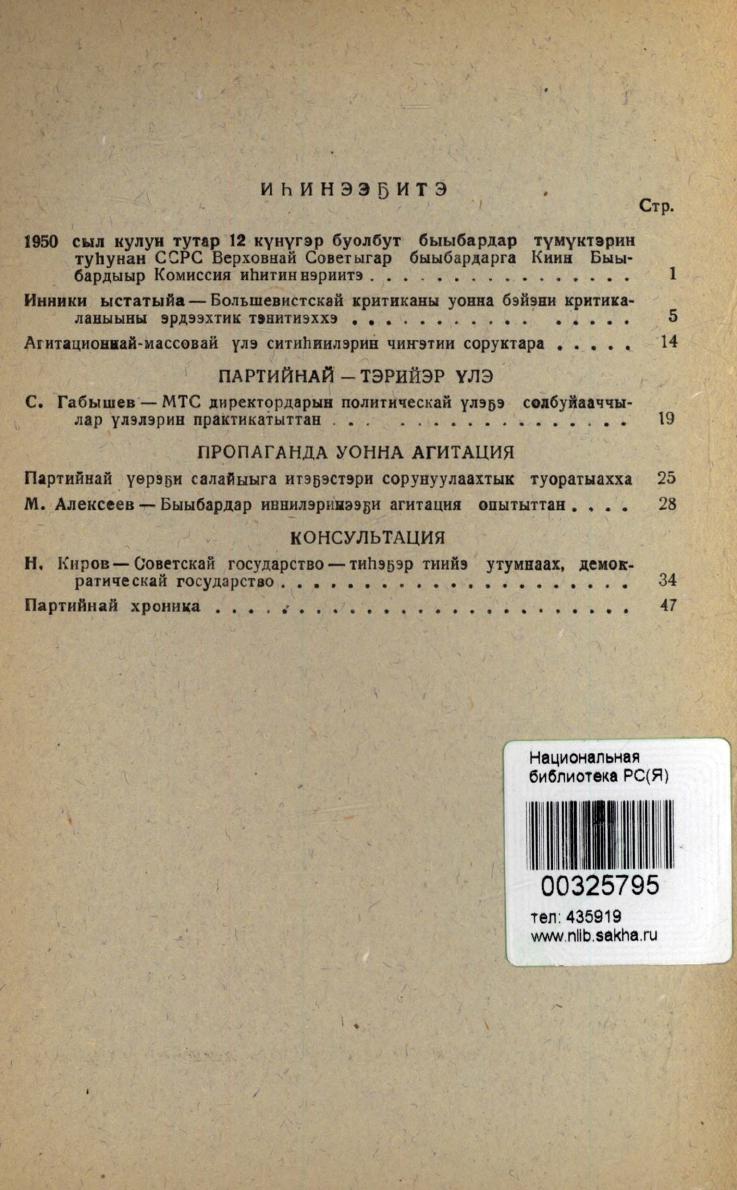 ИҺИНЭЭҔИТЭ
Стр.
1950 сыл кулун тутар 12 күнүгэр буолбут быыбардар түмүктэрин
туһунан ССРС Верховнай Советыгар быыбардарга Киин Быы-
бардыыр Комиссия иһитиннэриитэ . . . . . . . . . . . . . . . . 1
Инники ыстатыйа — Большевистскай критиканы уонна бэйэни критика-
ланыыны эрдээхтик тэнитиэххэ . . . . . . . . . . . . . . . 5
Агитационнай-массовай үлэ ситиһиилэрин чиҥэтии соруктара . . . . . 14
ПАРТИЙНАЙ — ТЭРИЙЭР ҮЛЭ
С. Габышев — МТС директордарын политическай үлэҕэ солбуйааччы-
лар үлэлэрин практикатыттан . . . . . . . . . . . . . . . 19
ПРОПАГАНДА УОННА АГИТАЦИЯ
Партийнай үөрэҕи салайыыга итэҕэстэри сорунуулаахтык туоратыахха 25
М. Алексеев — Быыбардар иннилэринээҕи агитация опытыттан . . . . 28
КОНСУЛЬТАЦИЯ
Н. Киров — Советскай государство — тиһэҕэр тиийэ утумнаах, демок-
ратическай государство . . . . . . . . . . . . . . . . . . . . 34
Партийнай хроника . . . . . . . . . . . . . . . . . . . . . . . . 47
Национальная
библиотека РС(Я)
00325795
тел: 435919
www.nlib.sakha.ru